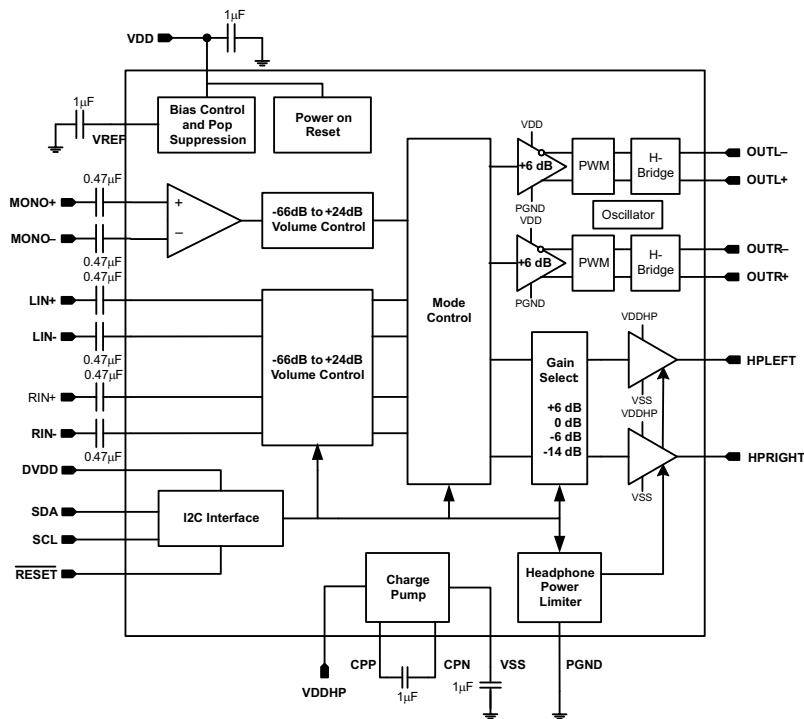 1μF
VDD
1μF
VREF
Bias Control
and Pop
Suppression
Power on
Reset
0.47μF
MONO+
+
MONO–
–
0.47μF
-66dB to +24dB
Volume Control
0.47μF
LIN+
LIN-
0.47μF
0.47μF
RIN+
RIN-
0.47μF
-66dB to +24dB
Volume Control
Mode
Control
VDD
+6 dB
PGND
PWM
H-
Bridge
OUTL–
OUTL+
Oscillator
VDD
+6 dB
PGND
PWM
H-
Bridge
OUTR–
OUTR+
Gain
Select:
+6 dB
0 dB
-6 dB
-14 dB
VDDHP
VSS
HPLEFT
VDDHP
VSS
HPRIGHT
DVDD
SDA
SCL
RESET
I2C Interface
Charge
Pump
Headphone
Power
Limiter
VDDHP
CPP
CPN
1μF
VSS
1μF
PGND